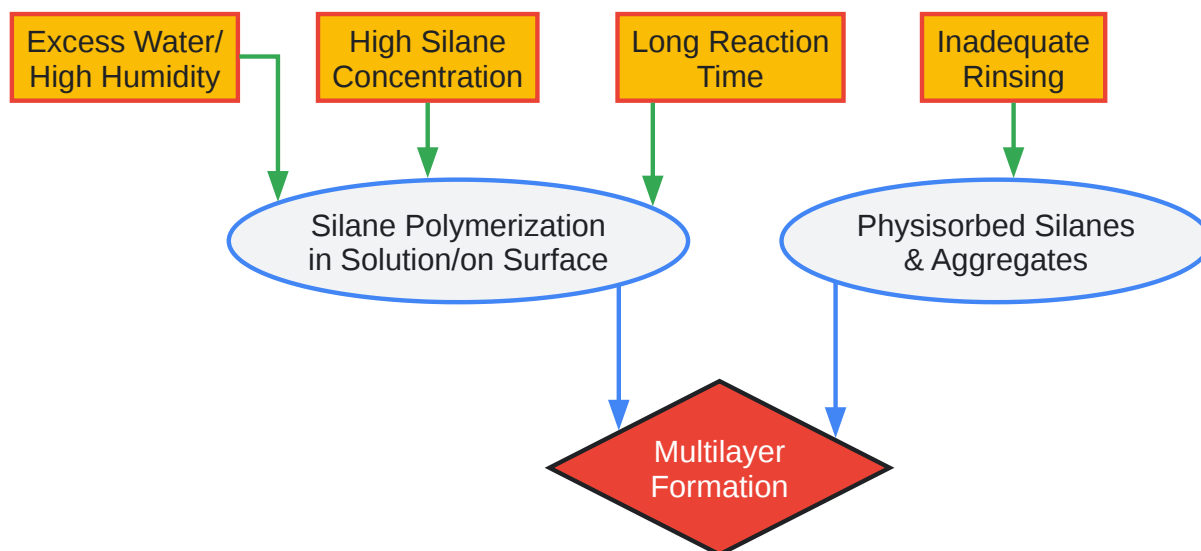 Excess Water/
High Humidity
High Silane
Concentration
Long Reaction
Time
Inadequate
Rinsing
Silane Polymerization
in Solution/on Surface
Physisorbed Silanes
& Aggregates
Multilayer
Formation